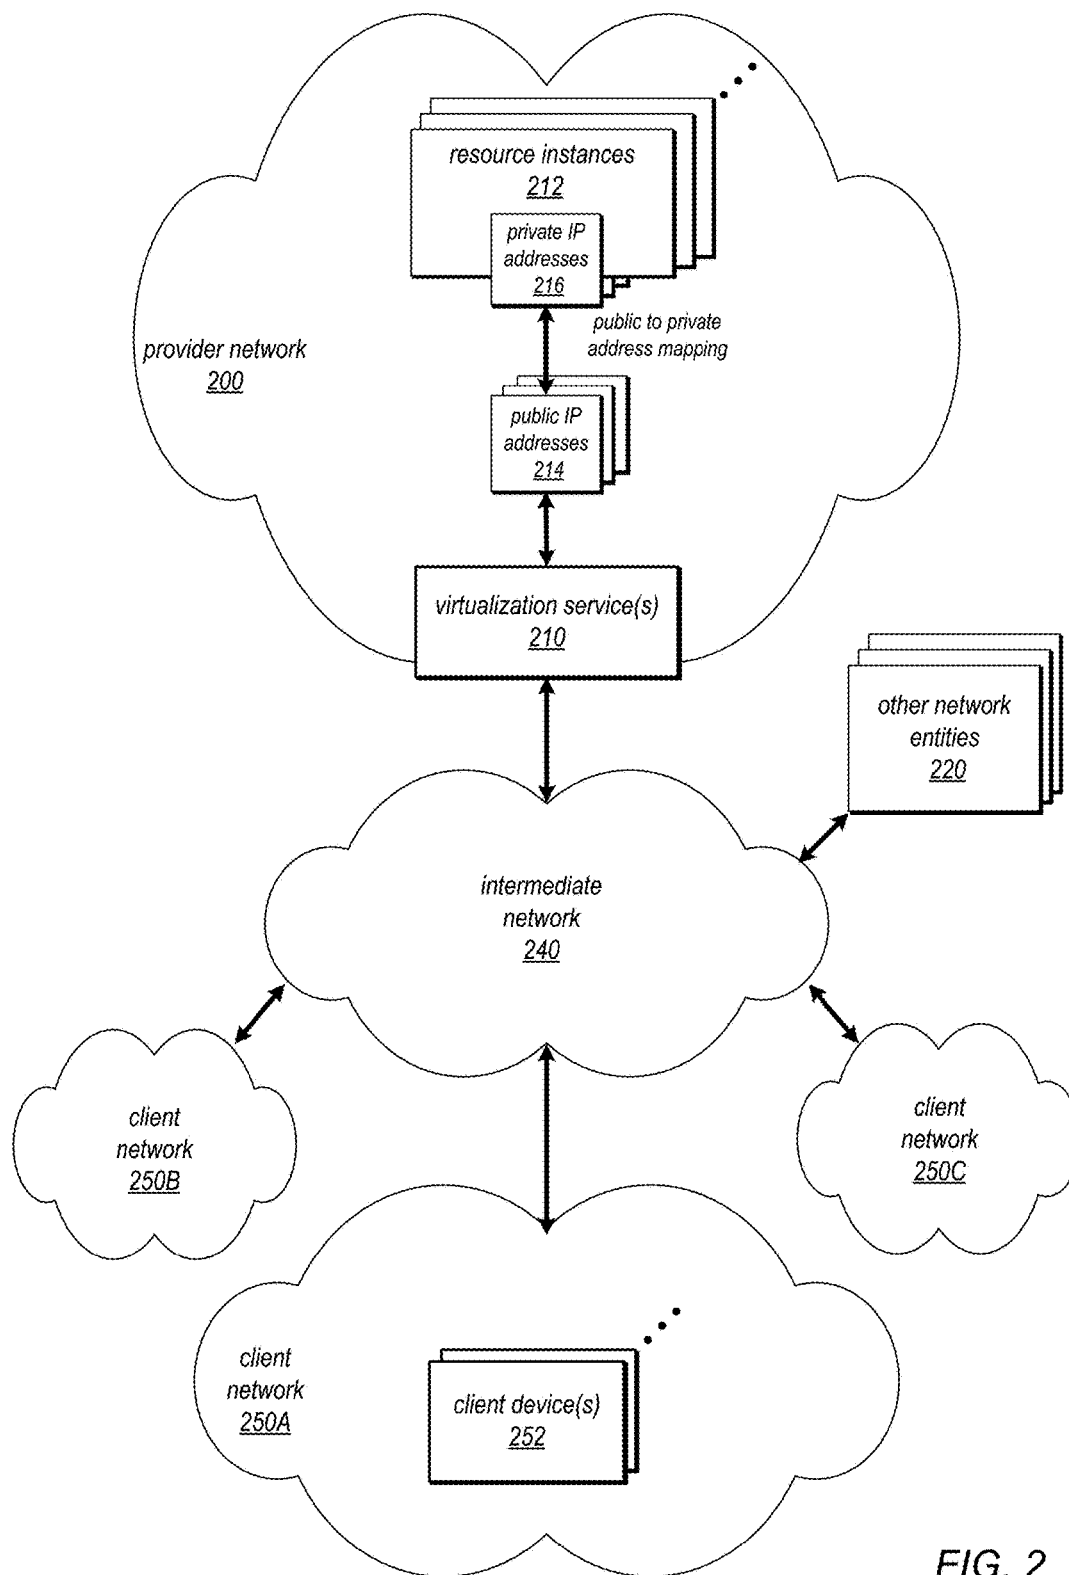 resource instances
212
private IP
addresses
216
public to private
address mapping
provider network
200
public IP
addresses
214
virtualization service(s)
210
other network
entities
220
intermediate
network
240
client
network
250B
client
network
250C
client
network
250A
client device(s)
252
FIG. 2